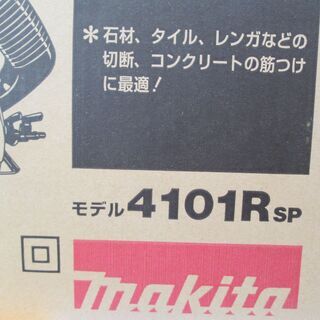 *石材、タイル、レンガなどの
切断、コンクリートの筋つけ
に最適!
モデル4101RSP
makita